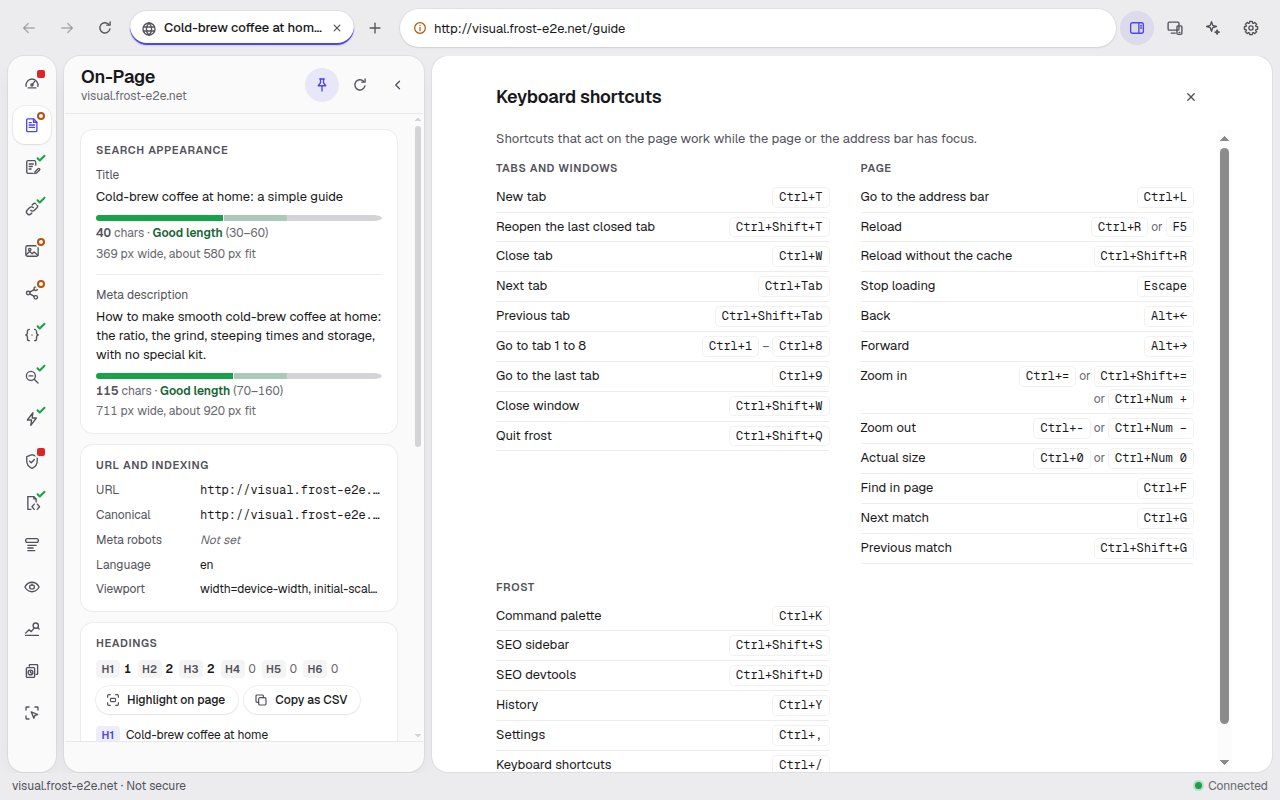 Cold-brew coffee at hom…
http://visual.frost-e2e.net/guide
On-Page
visual.frost-e2e.net
SEARCH APPEARANCE
Title
Cold-brew coffee at home: a simple guide
40 chars · Good length (30–60)
369 px wide, about 580 px fit
Meta description
How to make smooth cold-brew coffee at home:
the ratio, the grind, steeping times and storage,
with no special kit.
115 chars · Good length (70–160)
711 px wide, about 920 px fit
URL AND INDEXING
URL http://visual.frost-e2e.…
Canonical http://visual.frost-e2e.…
Meta robots Not set
Language en
Viewport width=device-width, initial-scal…
HEADINGS
H1 1 H2 2 H3 2 H4 0 H5 0 H6 0
Highlight on page Copy as CSV
H1 Cold-brew coffee at home
Keyboard shortcuts
Shortcuts that act on the page work while the page or the address bar has focus.
TABS AND WINDOWS
New tab Ctrl+T
Reopen the last closed tab Ctrl+Shift+T
Close tab Ctrl+W
Next tab Ctrl+Tab
Previous tab Ctrl+Shift+Tab
Go to tab 1 to 8 Ctrl+1 – Ctrl+8
Go to the last tab Ctrl+9
Close window Ctrl+Shift+W
Quit frost Ctrl+Shift+Q
PAGE
Go to the address bar Ctrl+L
Reload Ctrl+R or F5
Reload without the cache Ctrl+Shift+R
Stop loading Escape
Back Alt+←
Forward Alt+→
Zoom in Ctrl+= or Ctrl+Shift+=
or Ctrl+Num +
Zoom out Ctrl+- or Ctrl+Num −
Actual size Ctrl+0 or Ctrl+Num 0
Find in page Ctrl+F
Next match Ctrl+G
Previous match Ctrl+Shift+G
FROST
Command palette Ctrl+K
SEO sidebar Ctrl+Shift+S
SEO devtools Ctrl+Shift+D
History Ctrl+Y
Settings Ctrl+,
Keyboard shortcuts Ctrl+/
visual.frost-e2e.net · Not secure
Connected